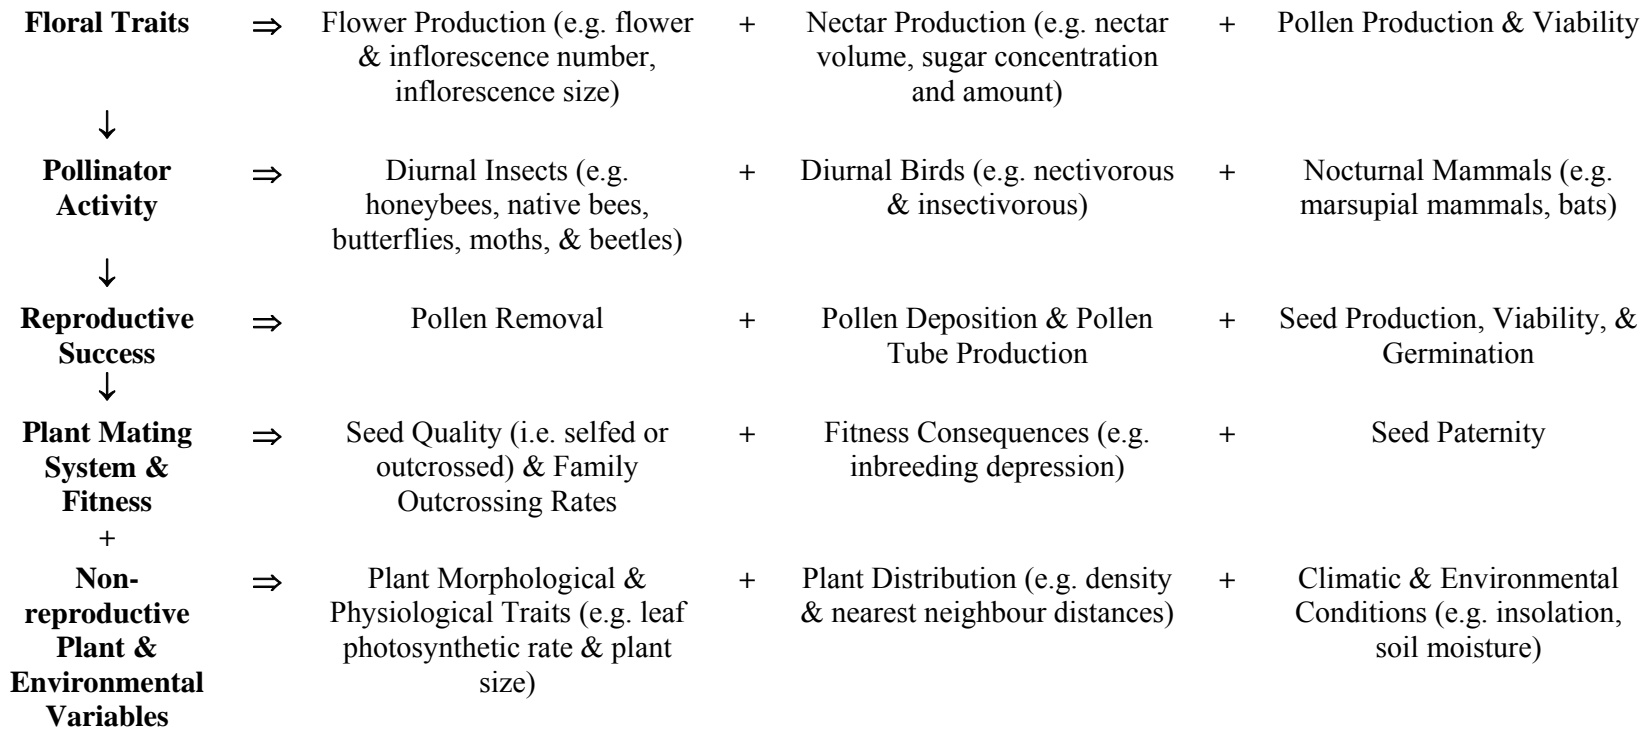 Floral Traits ⇒ Flower Production (e.g. flower + Nectar Production (e.g. nectar + Pollen Production & Viability
& inflorescence number, volume, sugar concentration
inflorescence size) and amount)
↓
Pollinator ⇒ Diurnal Insects (e.g. + Diurnal Birds (e.g. nectivorous + Nocturnal Mammals (e.g.
Activity honeybees, native bees, & insectivorous) marsupial mammals, bats)
butterflies, moths, & beetles)
↓
Reproductive ⇒ Pollen Removal + Pollen Deposition & Pollen + Seed Production, Viability, &
Success Tube Production Germination
↓
Plant Mating ⇒ Seed Quality (i.e. selfed or + Fitness Consequences (e.g. + Seed Paternity
System & outcrossed) & Family inbreeding depression)
Fitness Outcrossing Rates
+
Non- ⇒ Plant Morphological & + Plant Distribution (e.g. density + Climatic & Environmental
reproductive Physiological Traits (e.g. leaf & nearest neighbour distances) Conditions (e.g. insolation,
Plant & photosynthetic rate & plant soil moisture)
Environmental size)
Variables